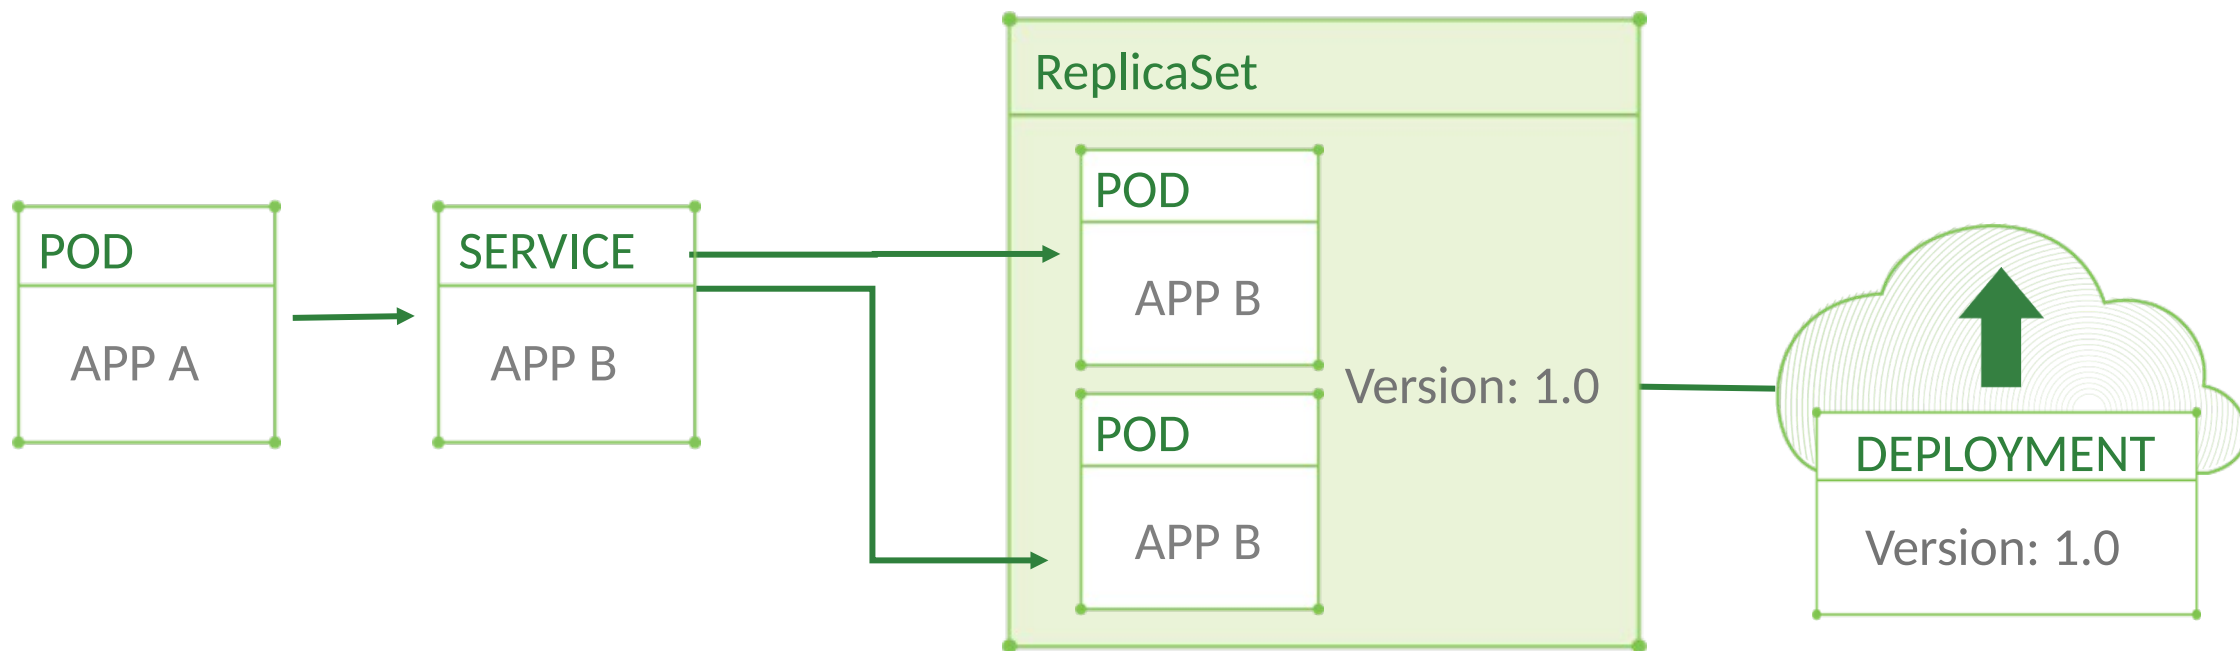 POD
APP A
SERVICE
APP B
ReplicaSet
POD
APP B
POD
APP B
Version: 1.0
DEPLOYMENT
Version: 1.0